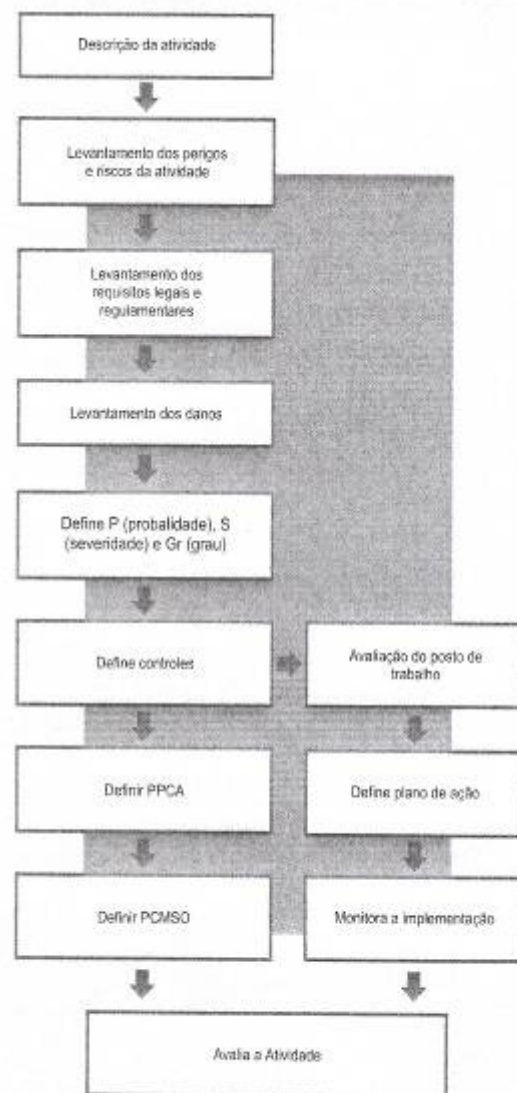 Descrição da atividade
Levantamento dos perigos
e riscos da atividade
Levantamento dos
requisitos legais e
regulamentares
Levantamento dos danos
Define P (probalidade), S
(severidade) e Gr (grau)
Define controles
Avaliação do posto de
trabalho
Definir PPCA
Define plano de ação
Definir PCMSO
Monitora a implementação
Avalia a Atividade